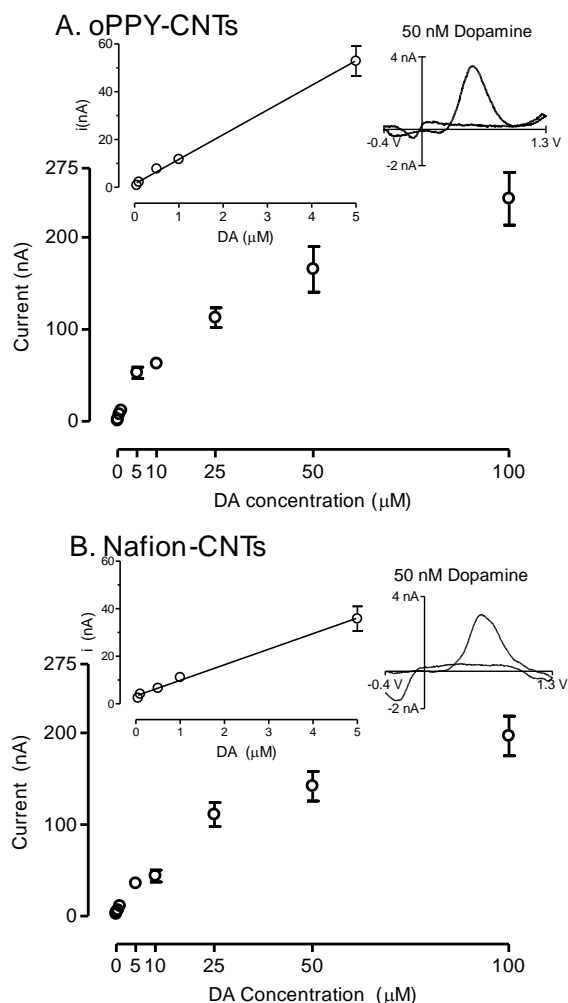 A. oPPY-CNTs
50 nM Dopamine
60
40
20
0
i(nA)
0 1 2 3 4 5
DA (μM)
4 nA
-0.4 V 1.3 V
-2 nA
275
200
100
0
Current (nA)
0 5 10 25 50 100
DA concentration (μM)
B. Nafion-CNTs
50 nM Dopamine
60
40
20
0
i (nA)
0 1 2 3 4 5
DA (μM)
4 nA
-0.4 V 1.3 V
-2 nA
275
200
100
0
Current (nA)
0 5 10 25 50 100
DA Concentration (μM)